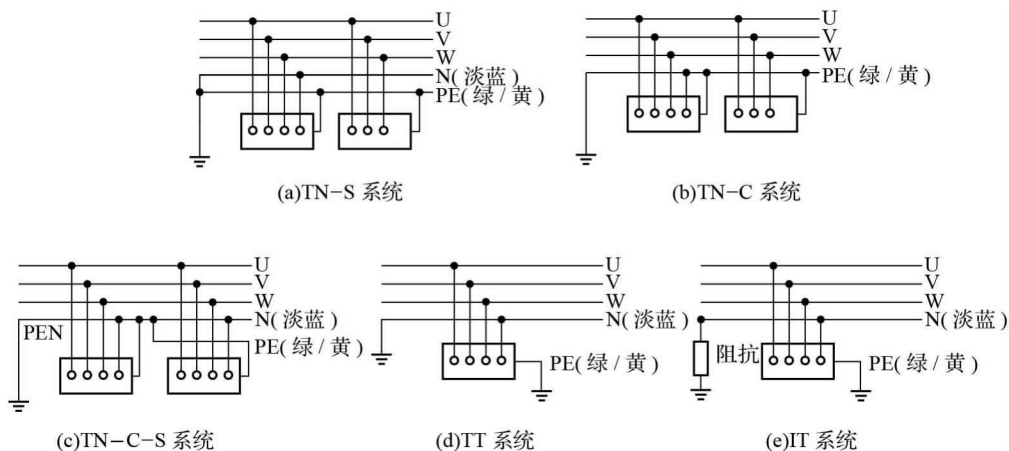 U
V
W
N(淡蓝)
PE(绿/黄)
(a)TN-S 系统
U
V
W
PE(绿/黄)
(b)TN-C 系统
U
V
W
N(淡蓝)
PEN
PE(绿/黄)
(c)TN-C-S 系统
U
V
W
N(淡蓝)
PE(绿/黄)
(d)TT 系统
U
V
W
N(淡蓝)
阻抗
PE(绿/黄)
(e)IT 系统